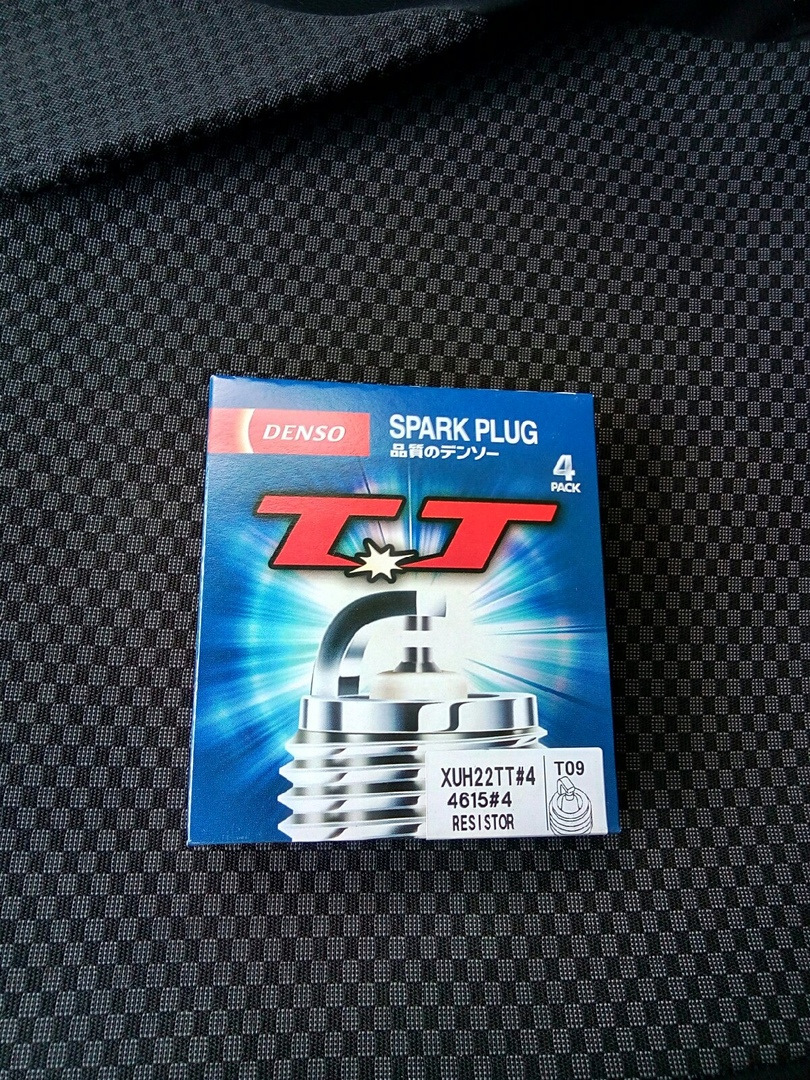 DENSO
SPARK PLUG
品質のデンソー
4
PACK
TT
XUH22TT#4
4615#4
RESISTOR
T09